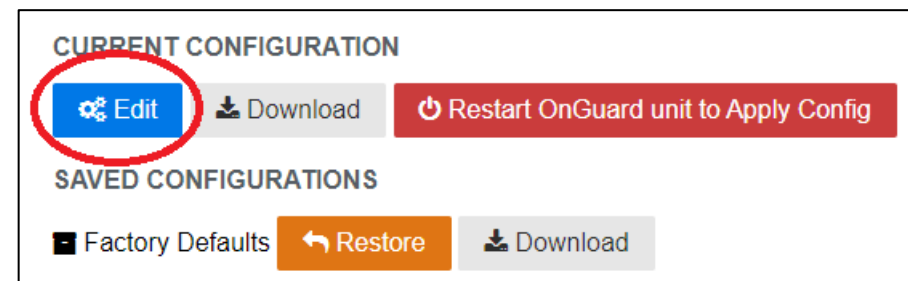 CURRENT CONFIGURATION
Edit Download Restart OnGuard unit to Apply Config
SAVED CONFIGURATIONS
Factory Defaults Restore Download